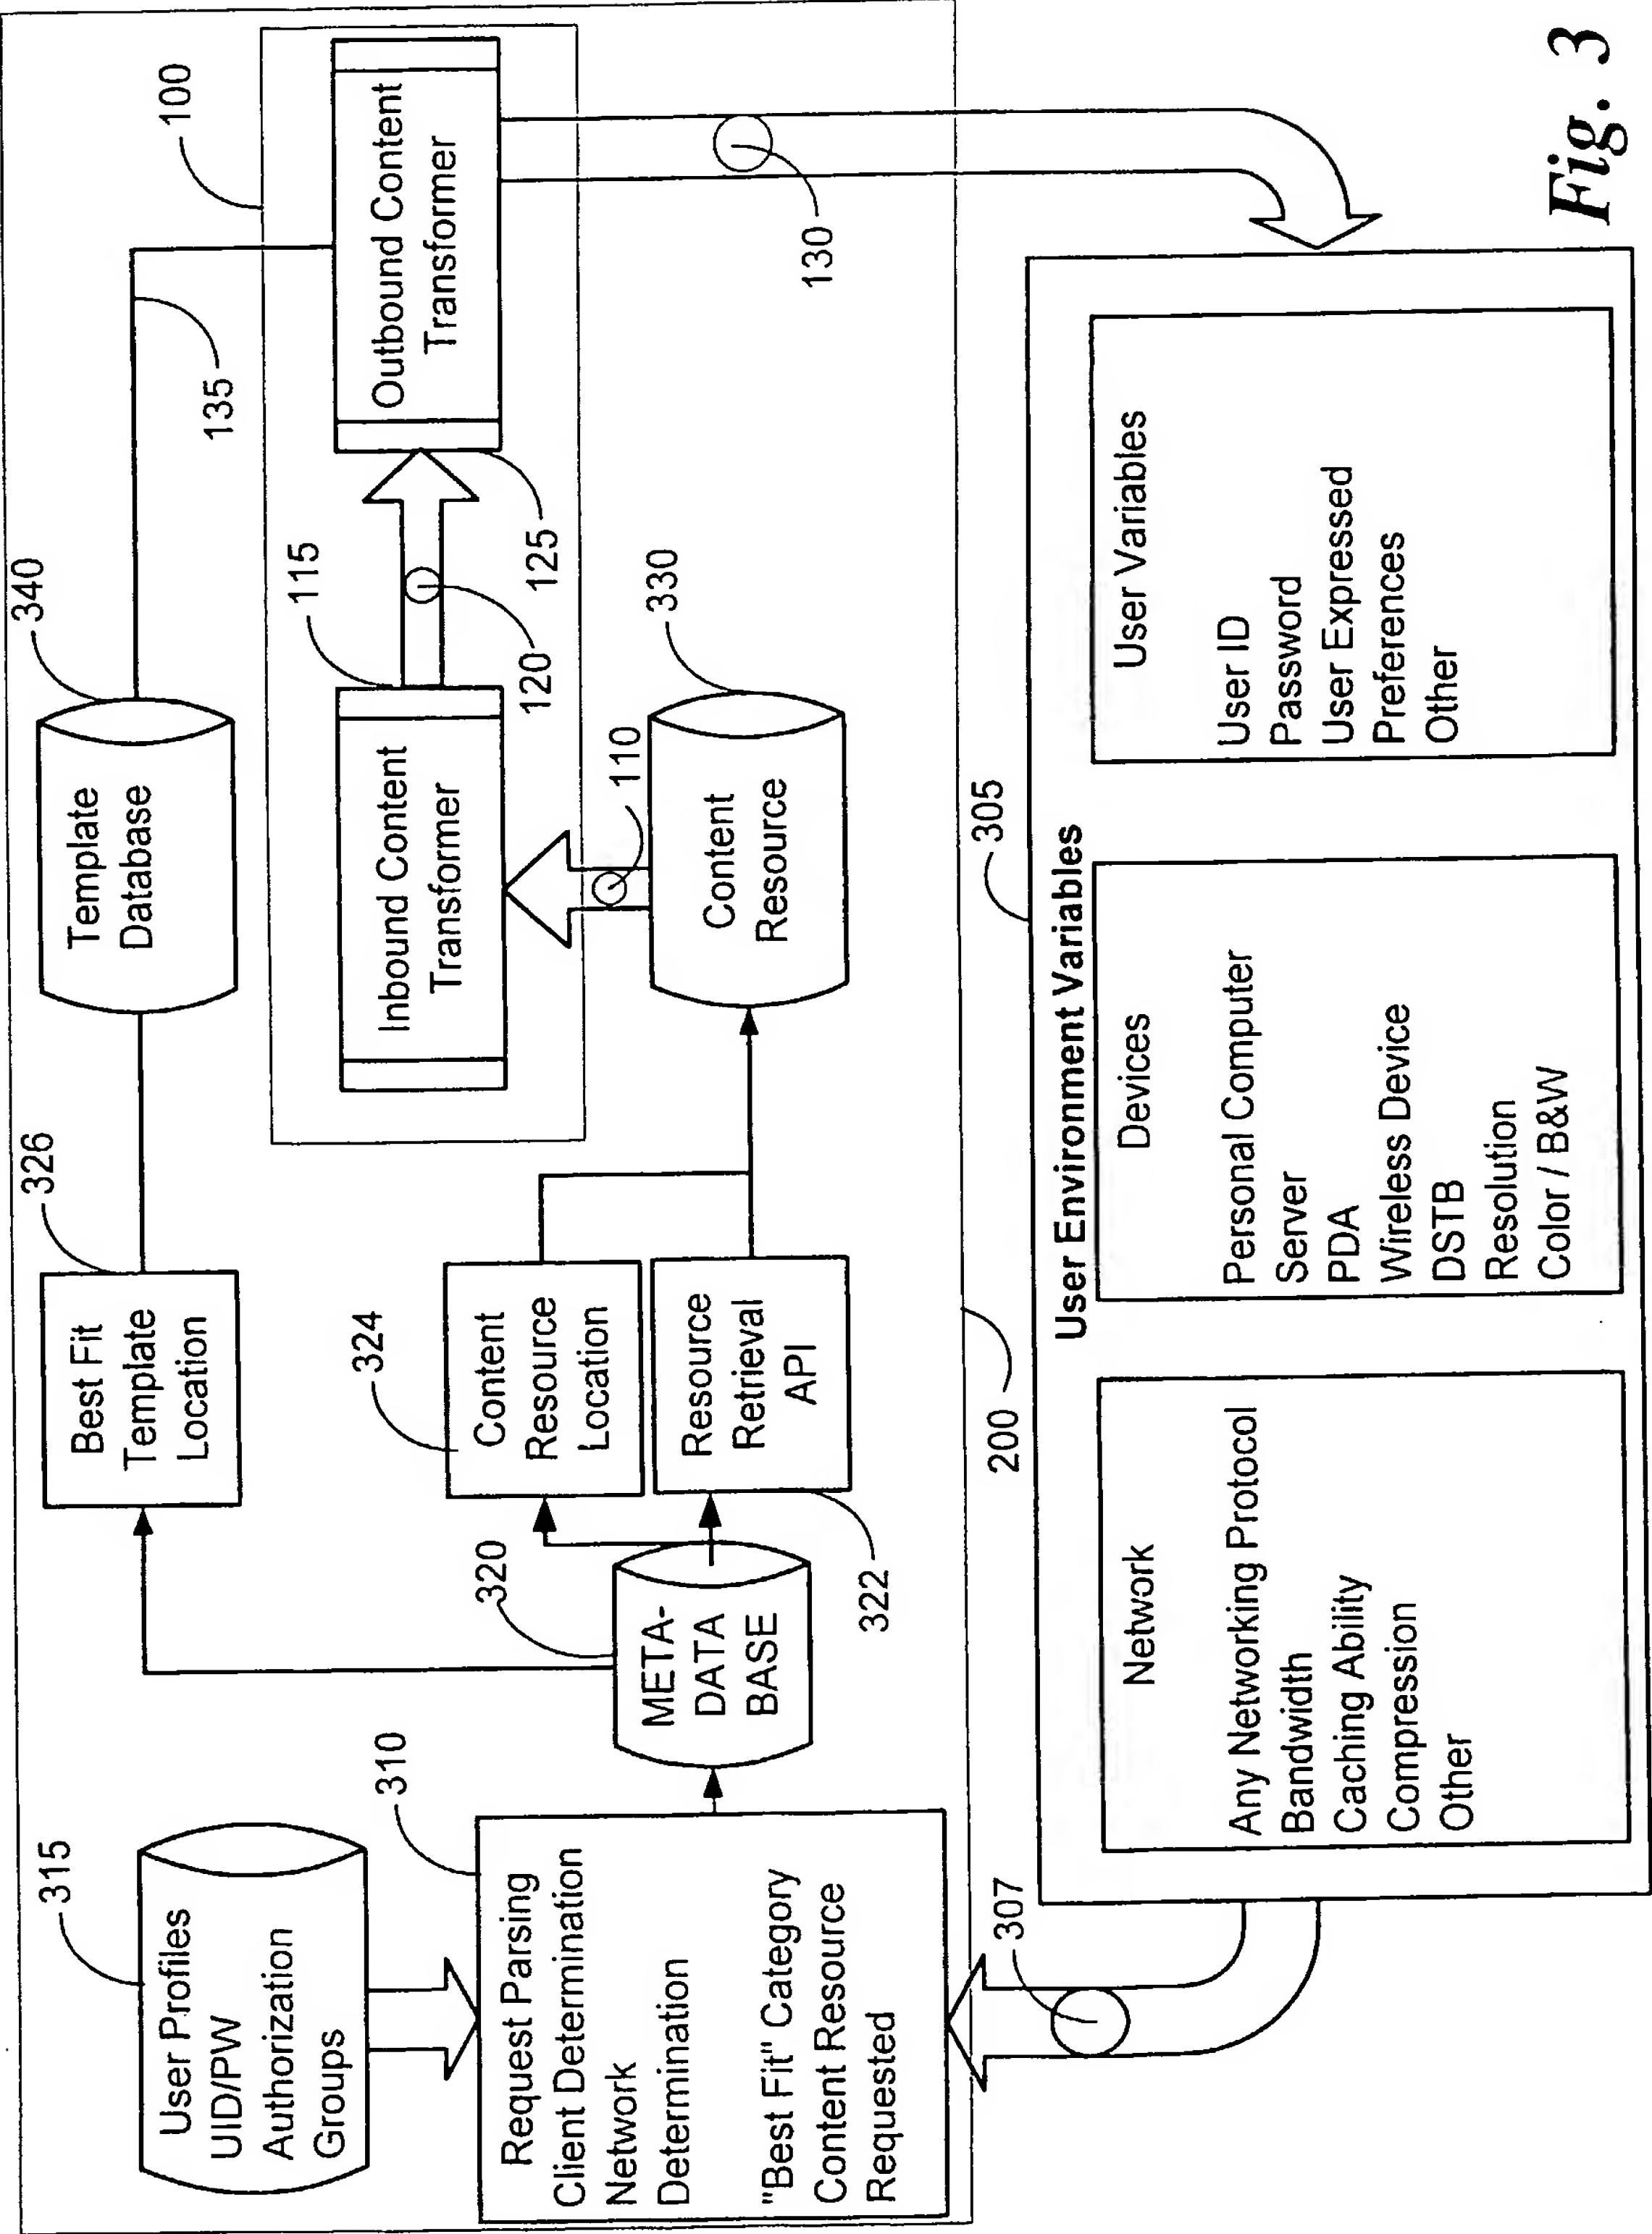 315
User Profiles
UID/PW
Authorization
Groups
310
Request Parsing
Client Determination
Network
Determination
"Best Fit" Category
Content Resource
Requested
320
META-
DATA
BASE
326
Best Fit
Template
Location
324
Content
Resource
Location
Resource
Retrieval
API
322
340
Template
Database
135
100
115
Inbound Content
Transformer
120
125
Outbound Content
Transformer
110
330
Content
Resource
130
200
307
305
User Environment Variables
Network
Any Networking Protocol
Bandwidth
Caching Ability
Compression
Other
Devices
Personal Computer
Server
PDA
Wireless Device
DSTB
Resolution
Color / B&W
User Variables
User ID
Password
User Expressed
Preferences
Other
Fig. 3